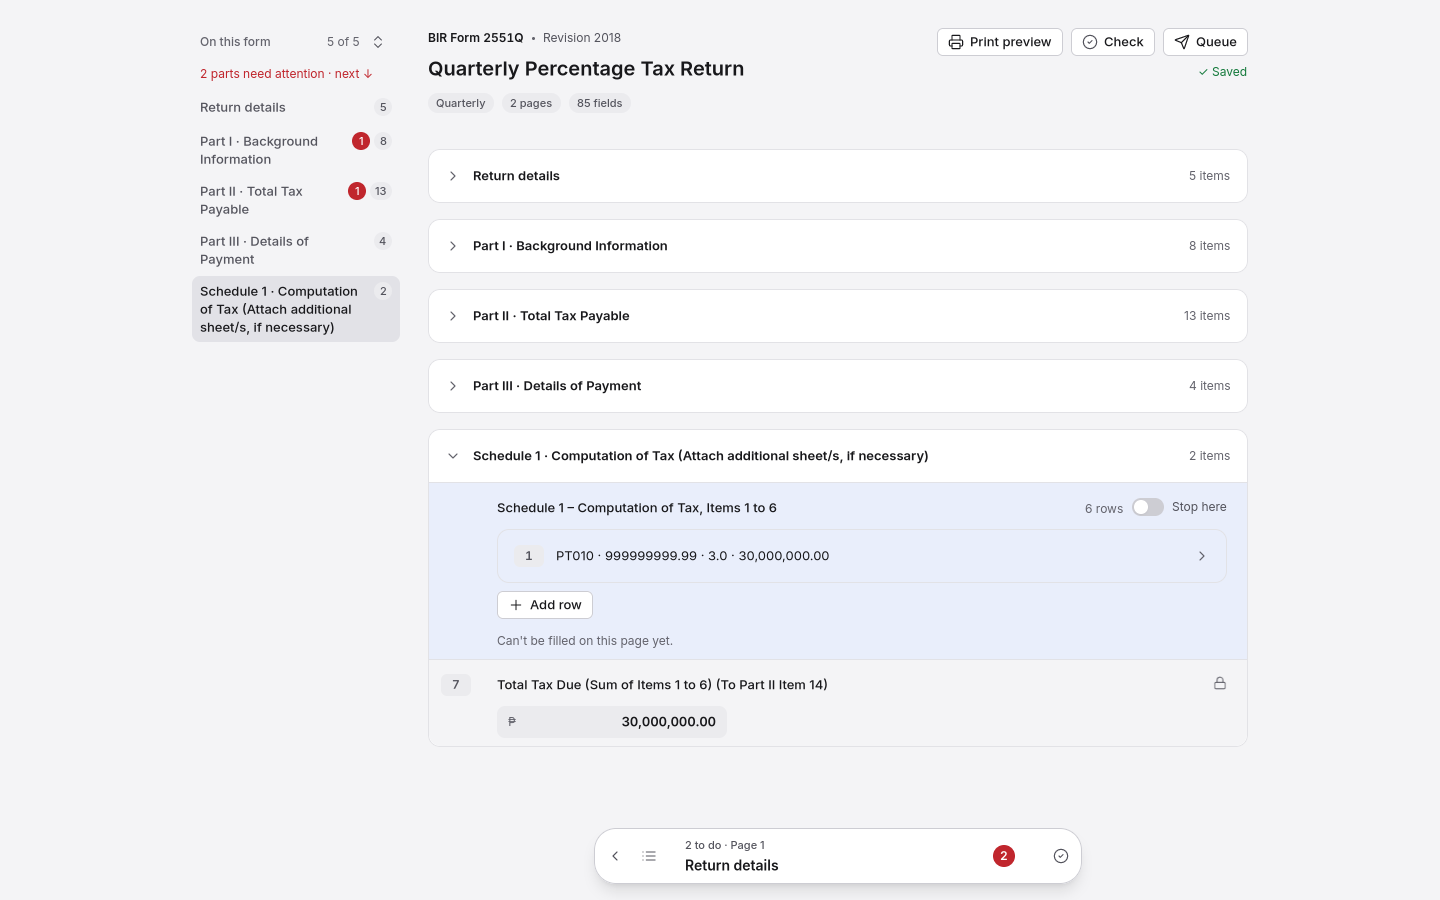 On this form
5 of 5
2 parts need attention · next ↓
Return details
5
Part I · Background
Information
1
8
Part II · Total Tax
Payable
1
13
Part III · Details of
Payment
4
Schedule 1 · Computation
of Tax (Attach additional
sheet/s, if necessary)
2
BIR Form 2551Q • Revision 2018
Quarterly Percentage Tax Return
Quarterly
2 pages
85 fields
Print preview
Check
Queue
✓ Saved
Return details
5 items
Part I · Background Information
8 items
Part II · Total Tax Payable
13 items
Part III · Details of Payment
4 items
Schedule 1 · Computation of Tax (Attach additional sheet/s, if necessary)
2 items
Schedule 1 – Computation of Tax, Items 1 to 6
6 rows
Stop here
1
PT010 · 999999999.99 · 3.0 · 30,000,000.00
Add row
Can't be filled on this page yet.
7
Total Tax Due (Sum of Items 1 to 6) (To Part II Item 14)
₱
30,000,000.00
2 to do · Page 1
Return details
2